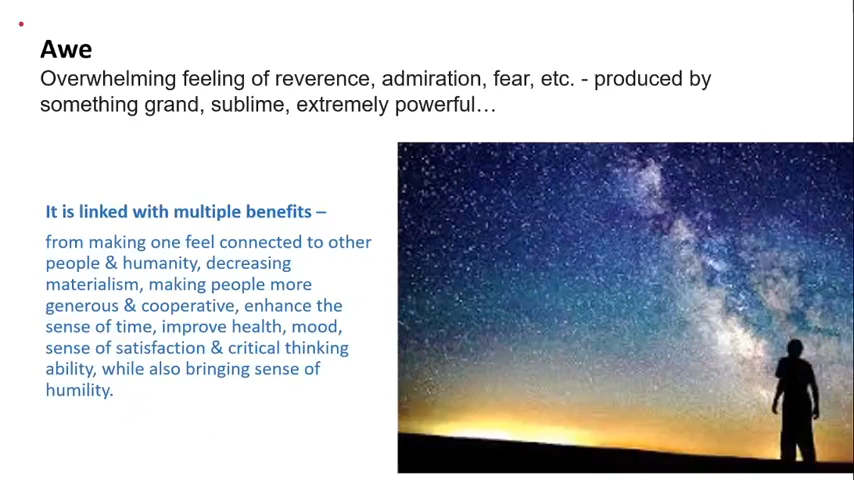 Awe
Overwhelming feeling of reverence, admiration, fear, etc. - produced by
something grand, sublime, extremely powerful…
It is linked with multiple benefits –
from making one feel connected to other
people & humanity, decreasing
materialism, making people more
generous & cooperative, enhance the
sense of time, improve health, mood,
sense of satisfaction & critical thinking
ability, while also bringing sense of
humility.